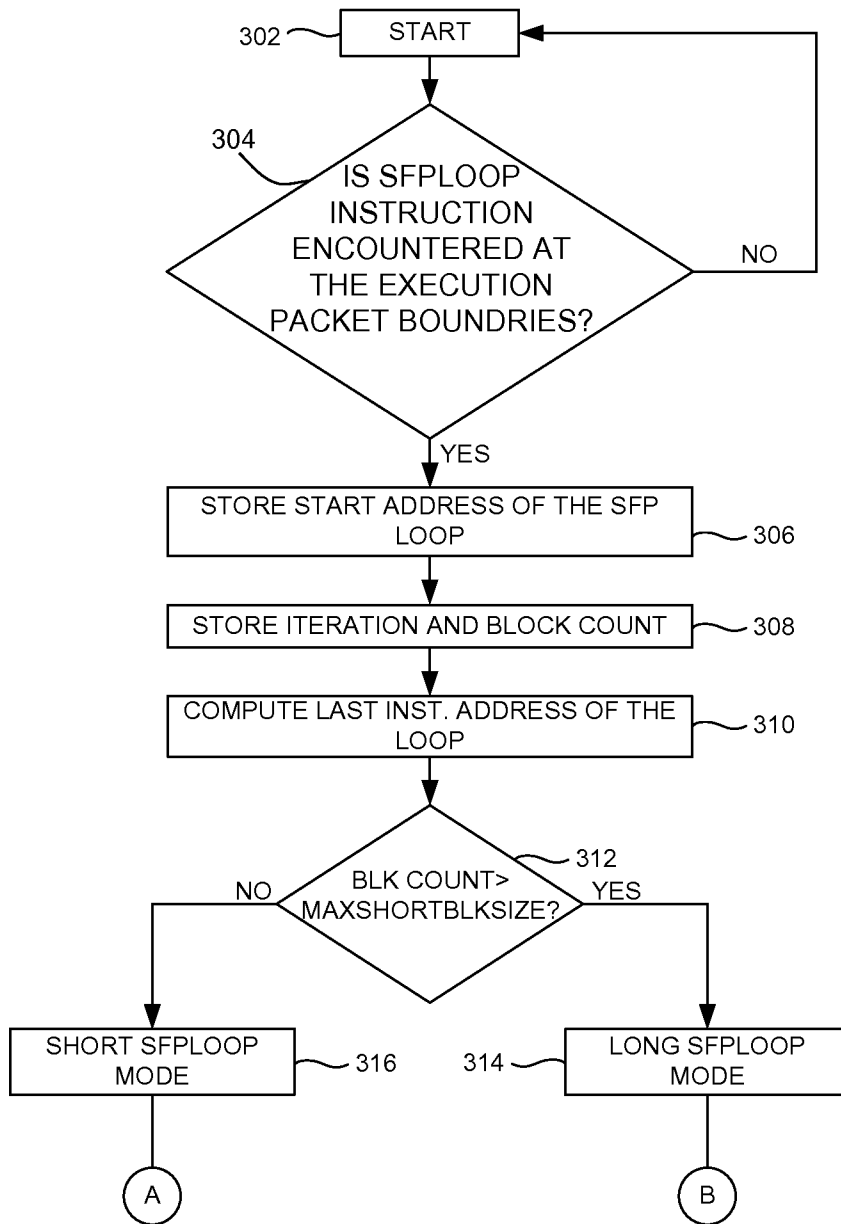 START
302
304
IS SFPLOOP
INSTRUCTION
ENCOUNTERED AT
THE EXECUTION
PACKET BOUNDRIES?
NO
YES
STORE START ADDRESS OF THE SFP
LOOP
306
STORE ITERATION AND BLOCK COUNT
308
COMPUTE LAST INST. ADDRESS OF THE
LOOP
310
312
BLK COUNT>
MAXSHORTBLKSIZE?
NO
YES
SHORT SFPLOOP
MODE
316
314
LONG SFPLOOP
MODE
A
B